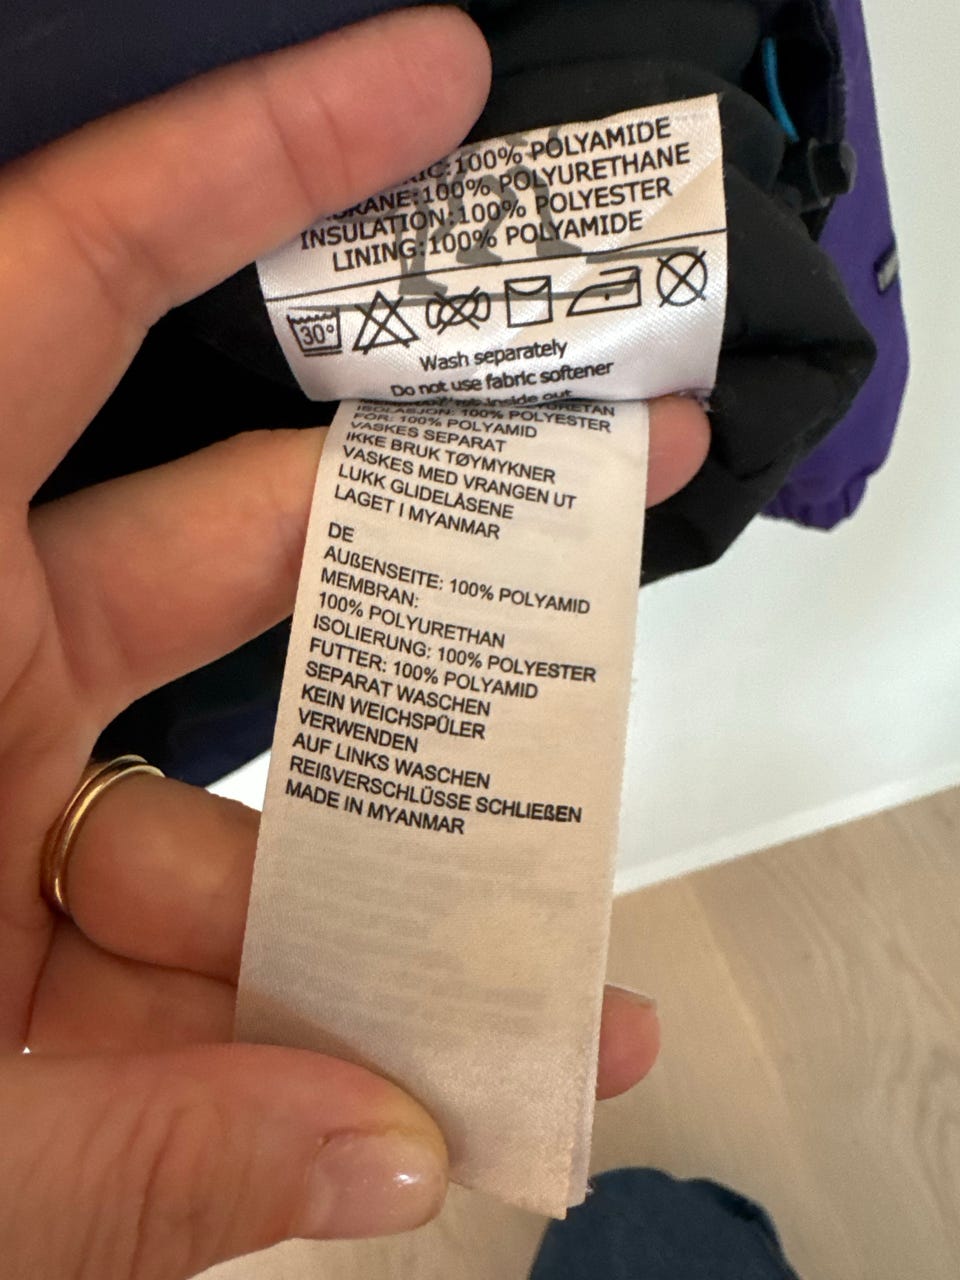 100% POLYAMIDE
100% POLYURETHANE
INSULATION:100% POLYESTER
LINING:100% POLYAMIDE
30°
Wash separately
Do not use fabric softener
inside out
ISOLASJON: 100% POLYESTER
FÔR: 100% POLYAMID
VASKES SEPARAT
IKKE BRUK TØYMYKNER
VASKES MED VRANGEN UT
LUKK GLIDELÅSENE
LAGET I MYANMAR
DE
AUßENSEITE: 100% POLYAMID
MEMBRAN:
100% POLYURETHAN
ISOLIERUNG: 100% POLYESTER
FUTTER: 100% POLYAMID
SEPARAT WASCHEN
KEIN WEICHSPÜLER
VERWENDEN
AUF LINKS WASCHEN
REIßVERSCHLÜSSE SCHLIEßEN
MADE IN MYANMAR